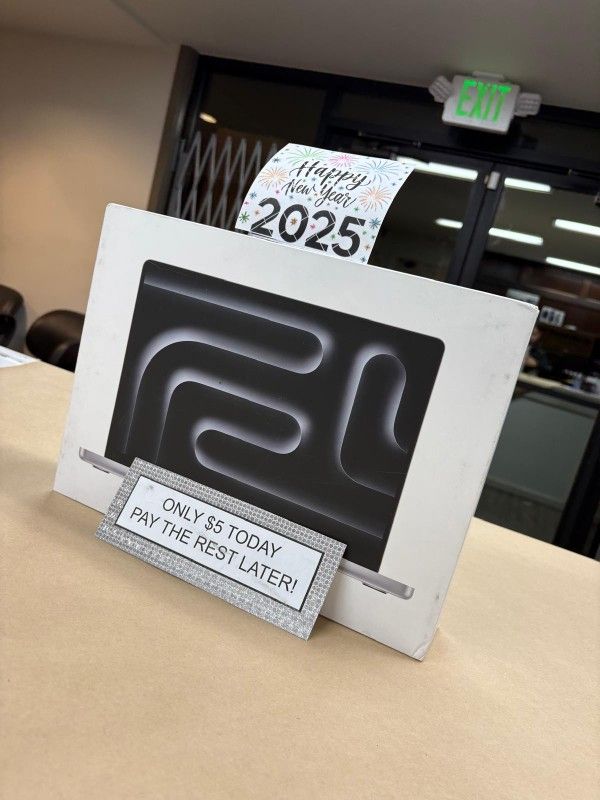 EXIT
Happy
New Year
2025
ONLY $5 TODAY
PAY THE REST LATER!